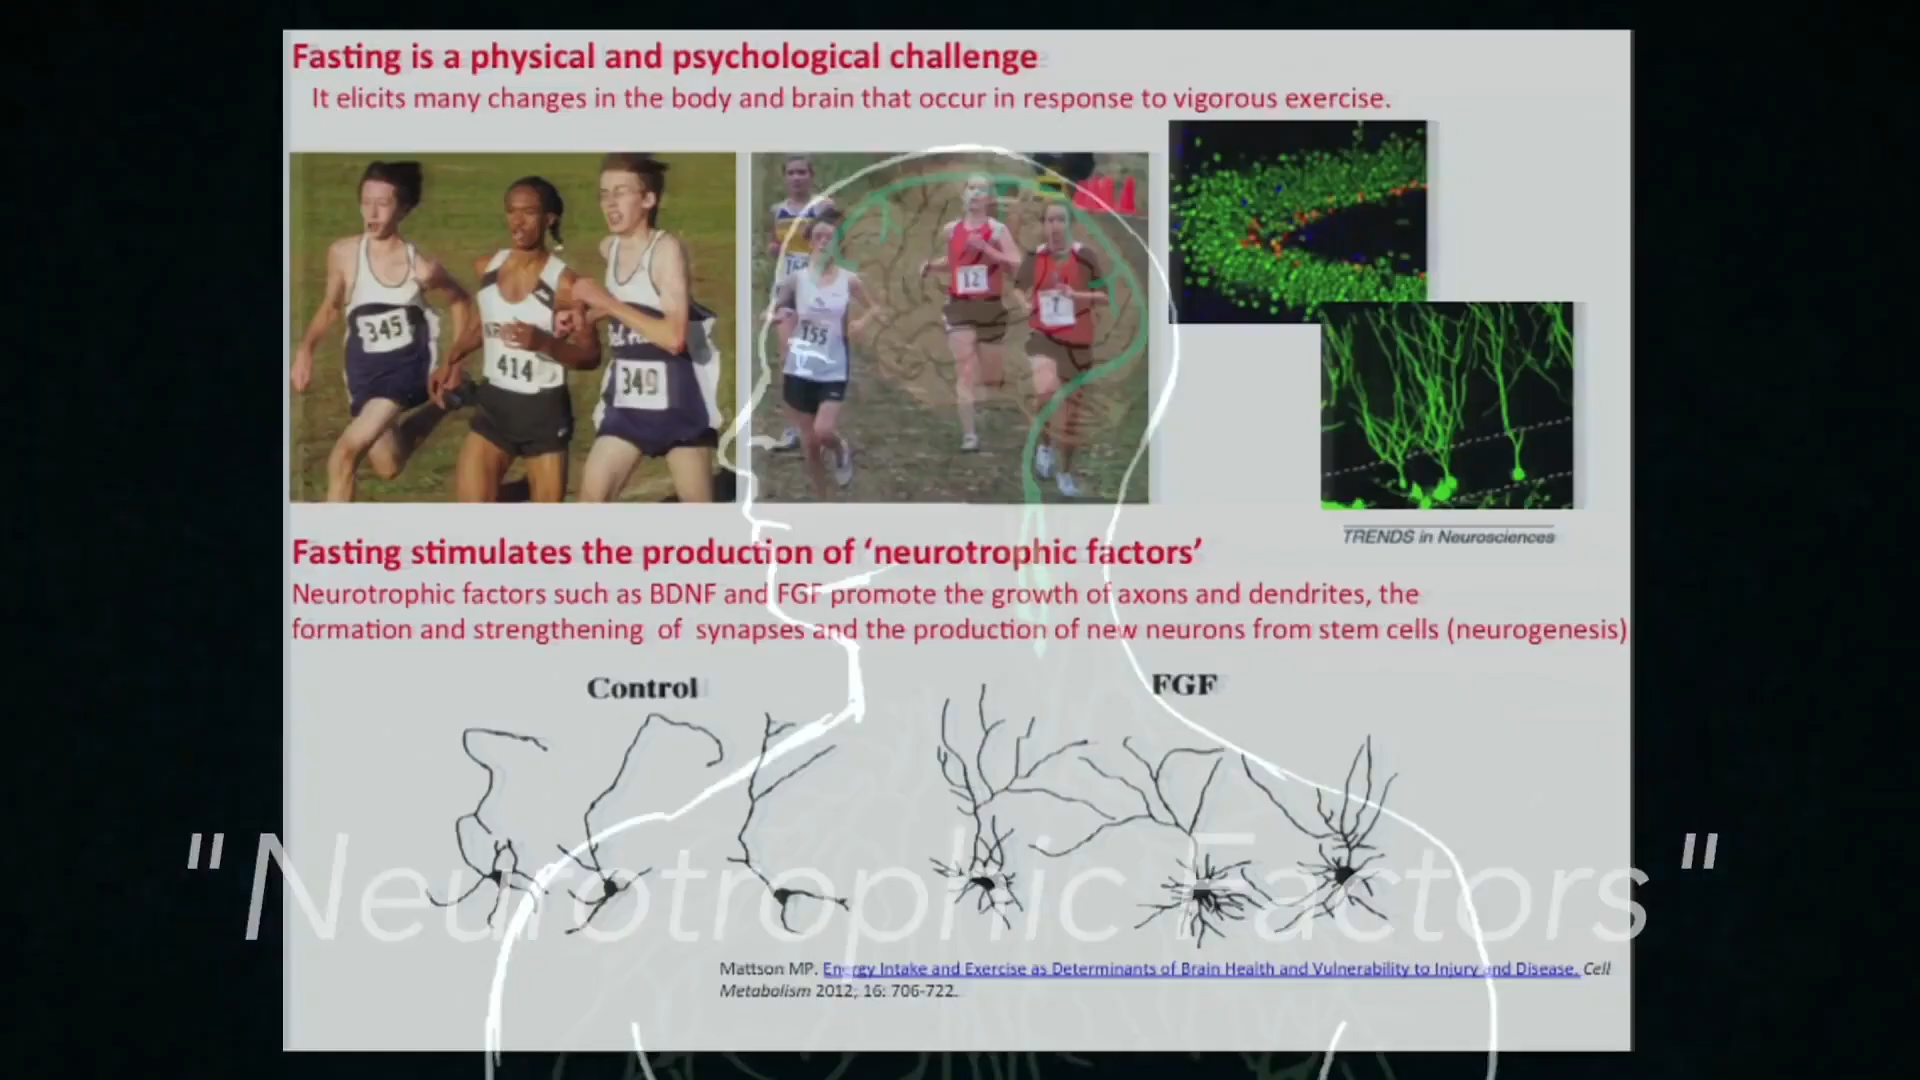 Fasting is a physical and psychological challenge
It elicits many changes in the body and brain that occur in response to vigorous exercise.
345
414
349
155
12
7
TRENDS in Neurosciences
Fasting stimulates the production of ‘neurotrophic factors’
Neurotrophic factors such as BDNF and FGF promote the growth of axons and dendrites, the
formation and strengthening of synapses and the production of new neurons from stem cells (neurogenesis)
Control
FGF
"Neurotrophic Factors"
Mattson MP. Energy Intake and Exercise as Determinants of Brain Health and Vulnerability to Injury and Disease. Cell
Metabolism 2012; 16: 706-722.